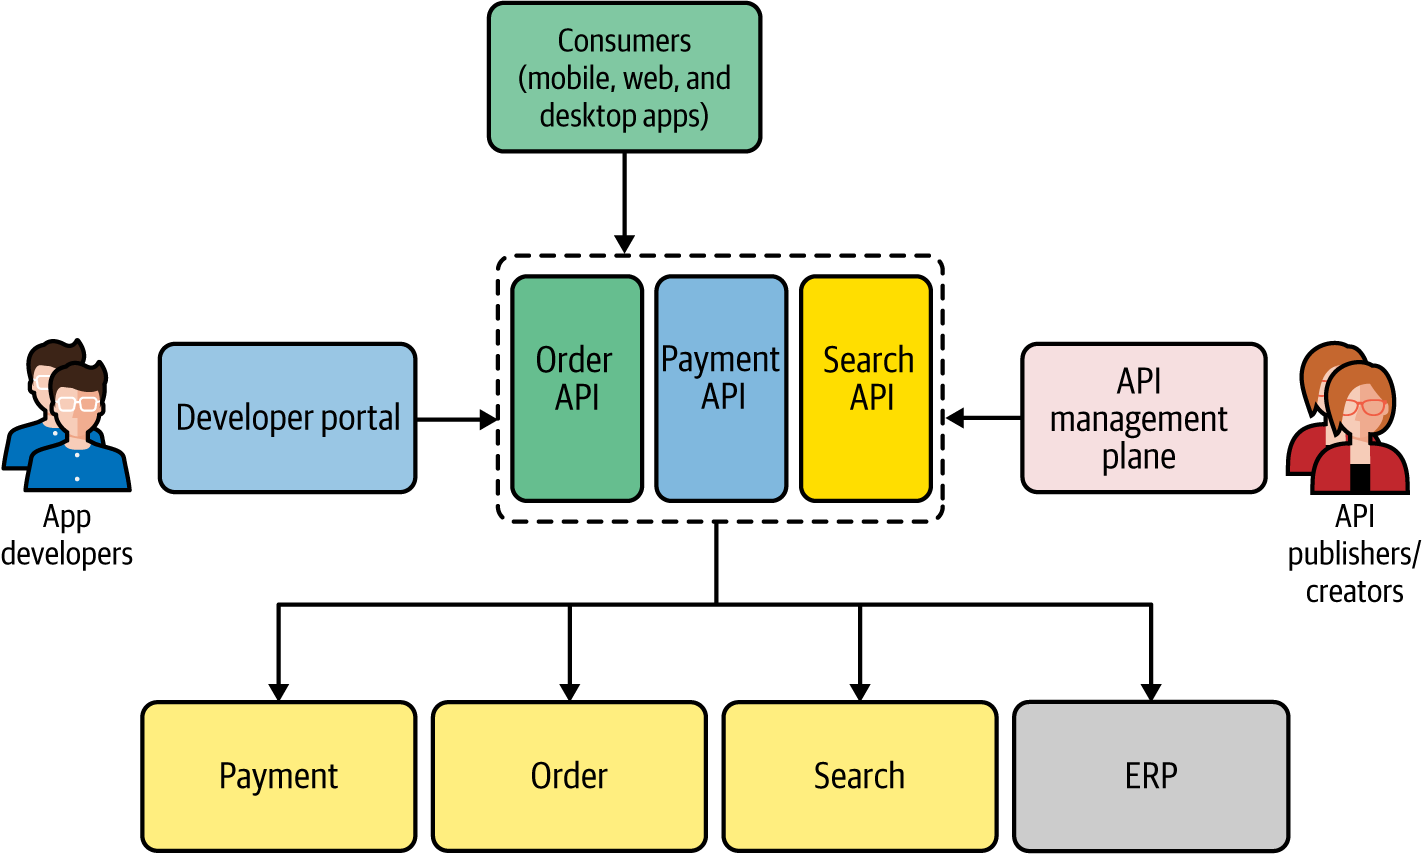 Consumers
(mobile, web, and
desktop apps)
Order
API
Payment
API
Search
API
Developer portal
API
management
plane
App
developers
API
publishers/
creators
Payment
Order
Search
ERP